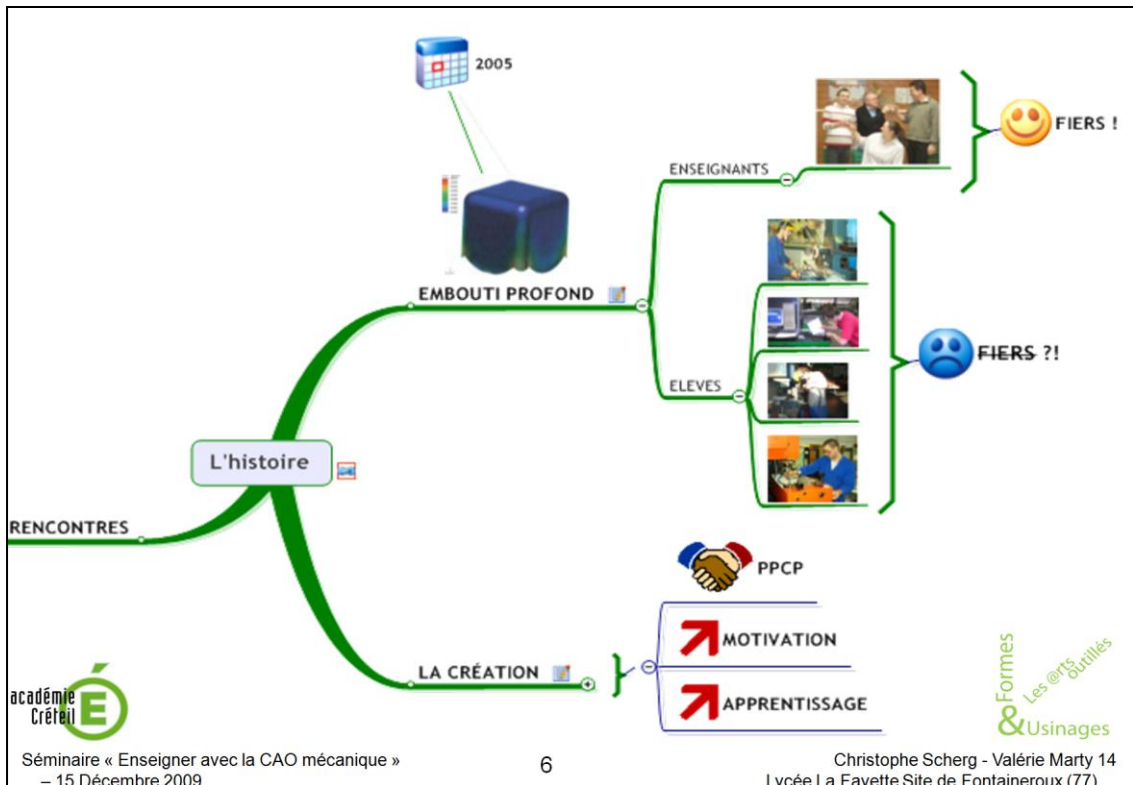 2005
ENSEIGNANTS
FIERS !
EMBOUTI PROFOND
ELEVES
FIERS ?!
L'histoire
RENCONTRES
PPCP
MOTIVATION
LA CRÉATION
APPRENTISSAGE
académie
Créteil
Formes
& Usinages
Les @rts
outillés
Séminaire « Enseigner avec la CAO mécanique »
– 15 Décembre 2009
6
Christophe Scherg - Valérie Marty 14
Lycée La Fayette Site de Fontaineroux (77)